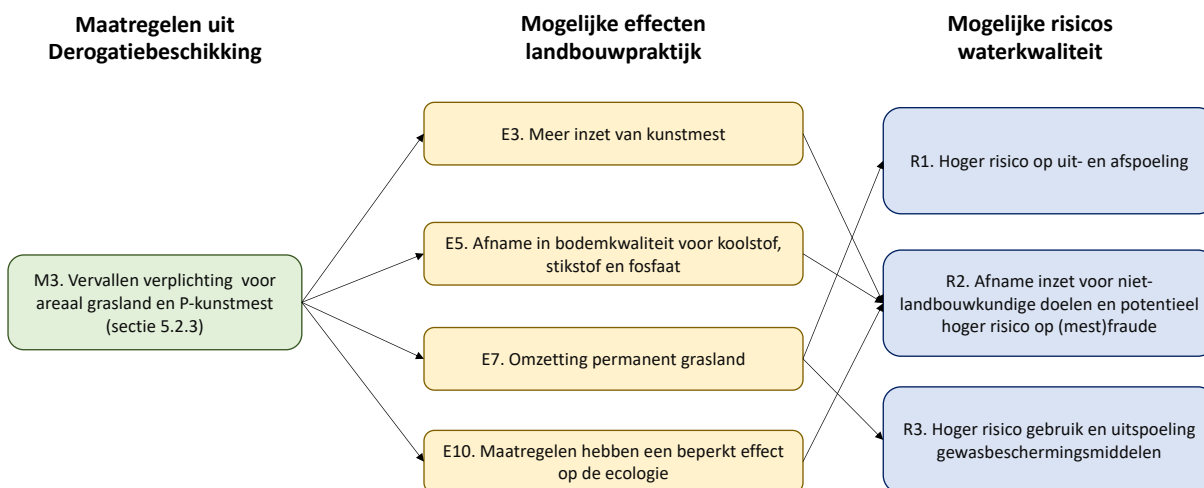 Maatregelen uit
Derogatiebeschikking
Mogelijke effecten
landbouwpraktijk
Mogelijke risicos
waterkwaliteit
M3. Vervallen verplichting voor
areaal grasland en P-kunstmest
(sectie 5.2.3)
E3. Meer inzet van kunstmest
E5. Afname in bodemkwaliteit voor koolstof,
stikstof en fosfaat
E7. Omzetting permanent grasland
E10. Maatregelen hebben een beperkt effect
op de ecologie
R1. Hoger risico op uit- en afspoeling
R2. Afname inzet voor niet-
landbouwkundige doelen en potentieel
hoger risico op (mest)fraude
R3. Hoger risico gebruik en uitspoeling
gewasbeschermingsmiddelen